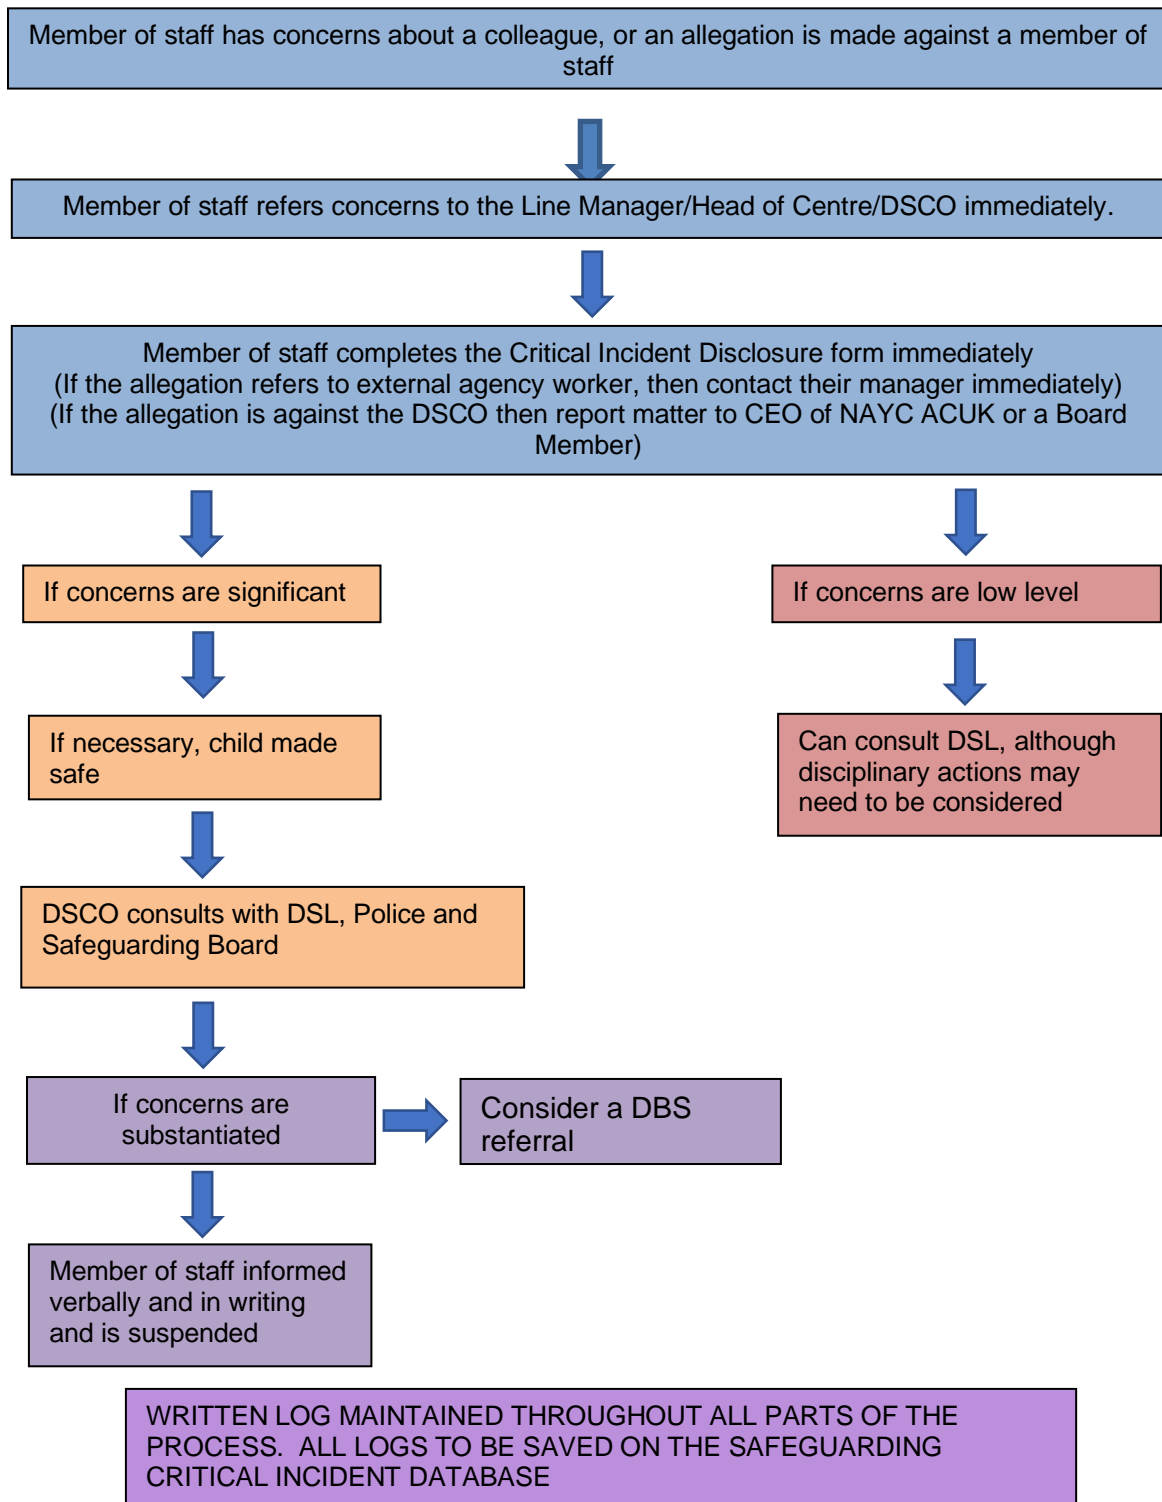 Member of staff has concerns about a colleague, or an allegation is made against a member of
staff
Member of staff refers concerns to the Line Manager/Head of Centre/DSCO immediately.
Member of staff completes the Critical Incident Disclosure form immediately
(If the allegation refers to external agency worker, then contact their manager immediately)
(If the allegation is against the DSCO then report matter to CEO of NAYC ACUK or a Board
Member)
If concerns are significant
If concerns are low level
If necessary, child made
safe
Can consult DSL, although
disciplinary actions may
need to be considered
DSCO consults with DSL, Police and
Safeguarding Board
If concerns are
substantiated
Consider a DBS
referral
Member of staff informed
verbally and in writing
and is suspended
WRITTEN LOG MAINTAINED THROUGHOUT ALL PARTS OF THE
PROCESS.  ALL LOGS TO BE SAVED ON THE SAFEGUARDING
CRITICAL INCIDENT DATABASE